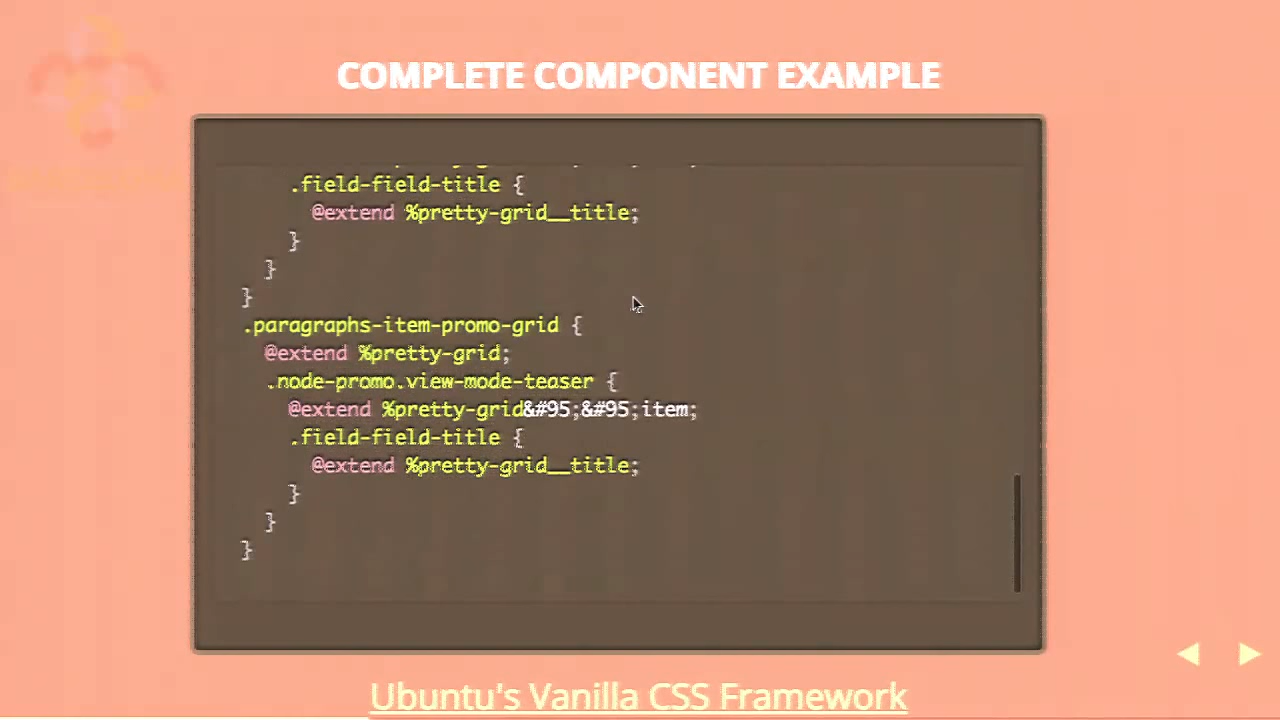 COMPLETE COMPONENT EXAMPLE
.field-field-title {
@extend %pretty-grid__title;
}
}
}
.paragraphs-item-promo-grid {
@extend %pretty-grid;
.node-promo.view-mode-teaser {
@extend %pretty-grid&#95;&#95;item;
.field-field-title {
@extend %pretty-grid__title;
}
}
}
Ubuntu's Vanilla CSS Framework